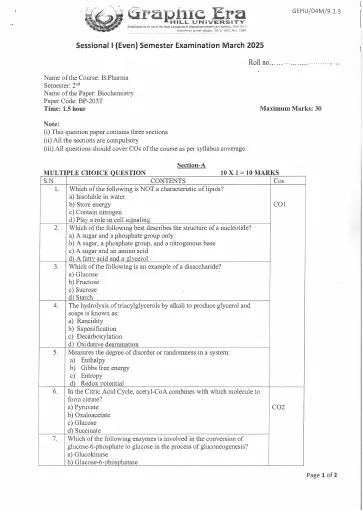 GEHU/04M/9.1.3
Graphic Era
HILL UNIVERSITY
Sessional I (Even) Semester Examination March 2025
Roll no.....
Name of the Course: B.Pharma
Semester: 2nd
Name of the Paper: Biochemistry
Paper Code: BP-203T
Time: 1.5 hour Maximum Marks: 30
Note:
(i) This question paper contains three sections
(ii) All the sections are compulsory
(iii) All questions should cover COs of the course as per syllabus coverage.
Section-A
MULTIPLE CHOICE QUESTION 10 X 1 = 10 MARKS
S.N CONTENTS Cos
1. Which of the following is NOT a characteristic of lipids?
a) Insoluble in water
b) Store energy CO1
c) Contain nitrogen
d) Play a role in cell signaling
2. Which of the following best describes the structure of a nucleotide?
a) A sugar and a phosphate group only
b) A sugar, a phosphate group, and a nitrogenous base
c) A sugar and an amino acid
d) A fatty acid and a glycerol
3. Which of the following is an example of a disaccharide?
a) Glucose
b) Fructose
c) Sucrose
d) Starch
4. The hydrolysis of triacylglycerols by alkali to produce glycerol and
soaps is known as:
a) Rancidity
b) Saponification
c) Decarboxylation
d) Oxidative deamination
5. Measures the degree of disorder or randomness in a system:
a) Enthalpy
b) Gibbs free energy
c) Entropy
d) Redox potential
6. In the Citric Acid Cycle, acetyl-CoA combines with which molecule to
form citrate?
a) Pyruvate CO2
b) Oxaloacetate
c) Glucose
d) Succinate
7. Which of the following enzymes is involved in the conversion of
glucose-6-phosphate to glucose in the process of gluconeogenesis?
a) Glucokinase
b) Glucose-6-phosphatase
Page 1 of 2